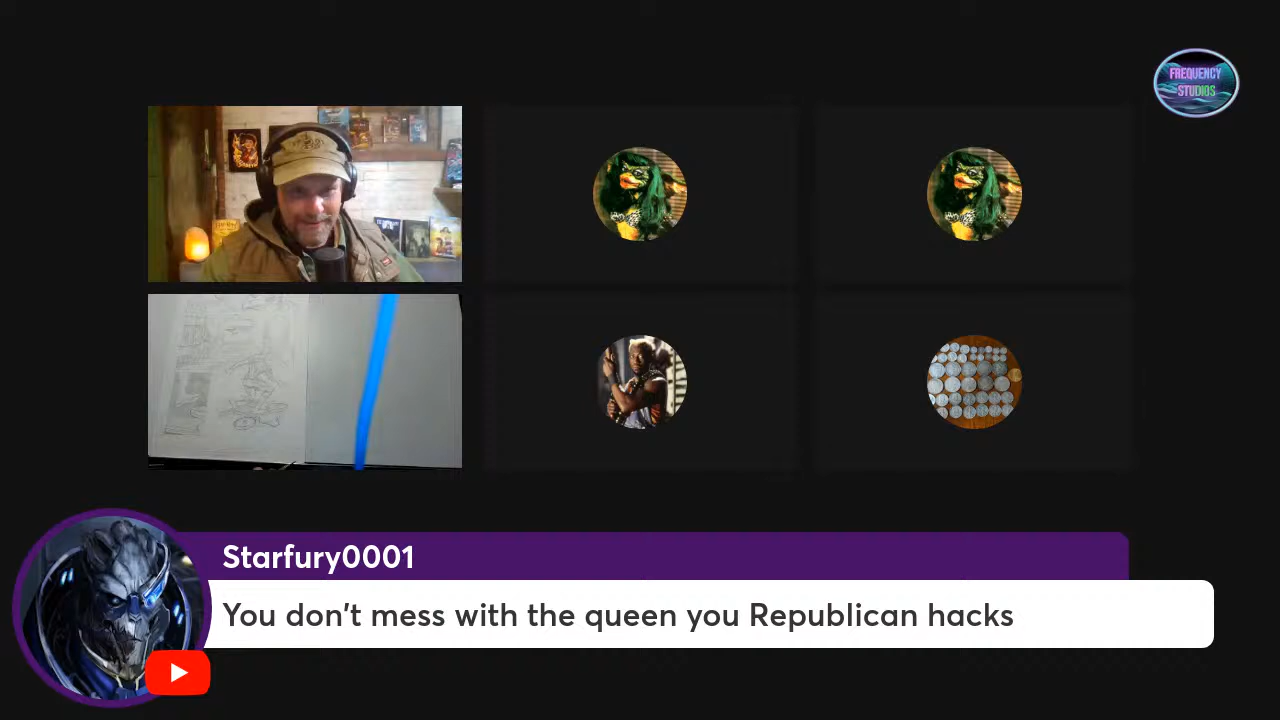 FREQUENCY
STUDIOS
Starfury0001
You don't mess with the queen you Republican hacks